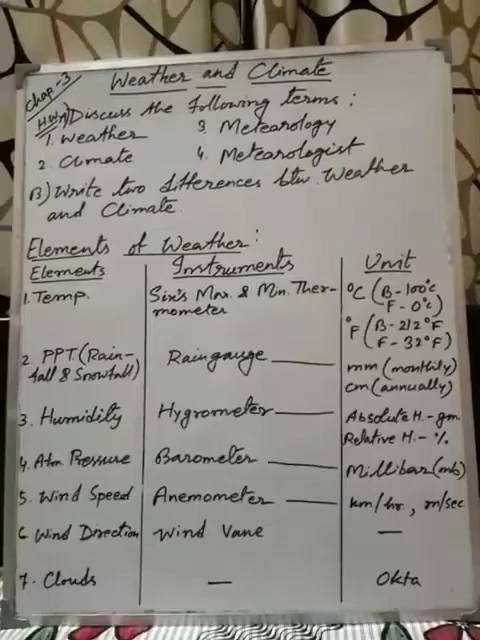 Chap-3
Weather and Climate
H.W. A) Discuss the following terms:
1. Weather 3. Meteorology
2. Climate 4. Meteorologist
B) Write two differences btw. Weather
and Climate.
Elements of Weather:
Elements Instruments Unit
1. Temp. Six's Max. & Min. Ther-
mometer
°C (B-100°c
F-0°c)
°F (B-212°F
F-32°F)
2. PPT. (Rain-
fall & Snowfall) Raingauge mm (monthly)
cm (annually)
3. Humidity Hygrometer Absolute H.- gm
Relative H.- %
4. Atm Pressure Barometer Millibar (mb)
5. Wind Speed Anemometer km/hr, m/sec
6 Wind Direction Wind Vane —
7. Clouds — Okta